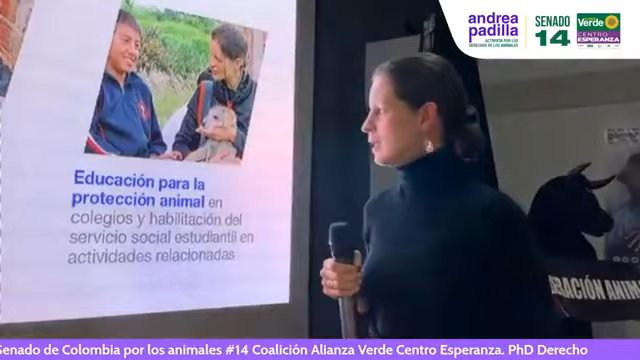 andrea
padilla
ACTIVISTA POR LOS
DERECHOS DE LOS ANIMALES
SENADO
14
Verde
CENTRO
ESPERANZA
Educación para la
protección animal en
colegios y habilitación del
servicio social estudiantil en
actividades relacionadas
ERACIÓN ANIM
Senado de Colombia por los animales #14 Coalición Alianza Verde Centro Esperanza. PhD Derecho